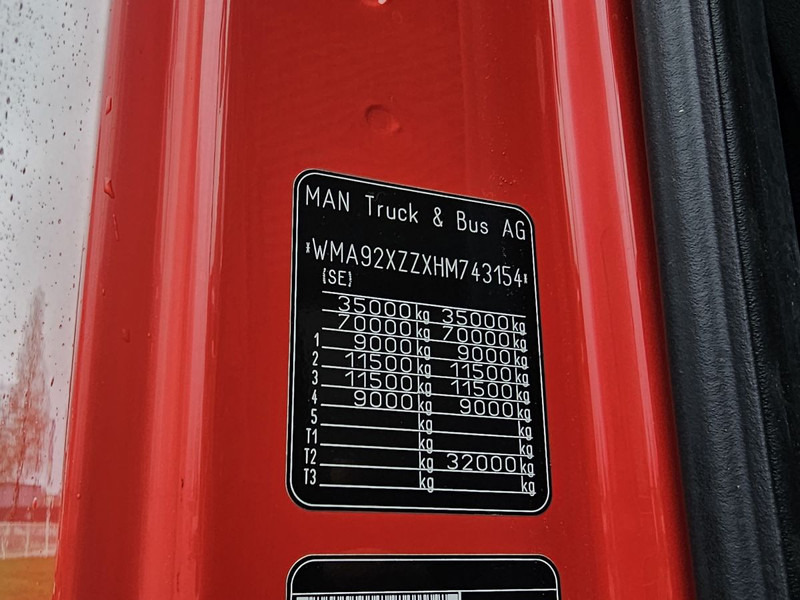 MAN Truck & Bus AG
*WMA92XZZXHM743154*
(SE)
35000 kg 35000 kg
70000 kg 70000 kg
1 9000 kg 9000 kg
2 11500 kg 11500 kg
3 11500 kg 11500 kg
4 9000 kg 9000 kg
5 kg kg
T1 kg kg
T2 kg 32000 kg
T3 kg kg